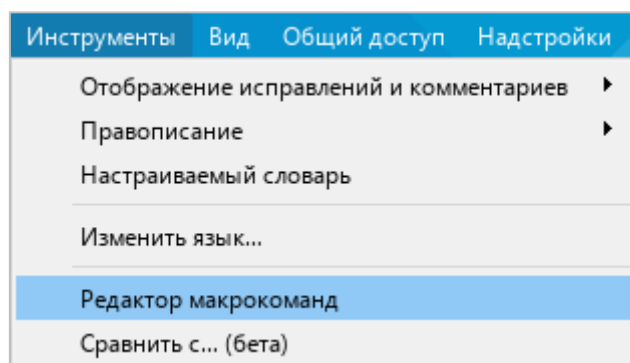 Инструменты Вид Общий доступ Надстройки
Отображение исправлений и комментариев
Правописание
Настраиваемый словарь
Изменить язык...
Редактор макрокоманд
Сравнить с... (бета)